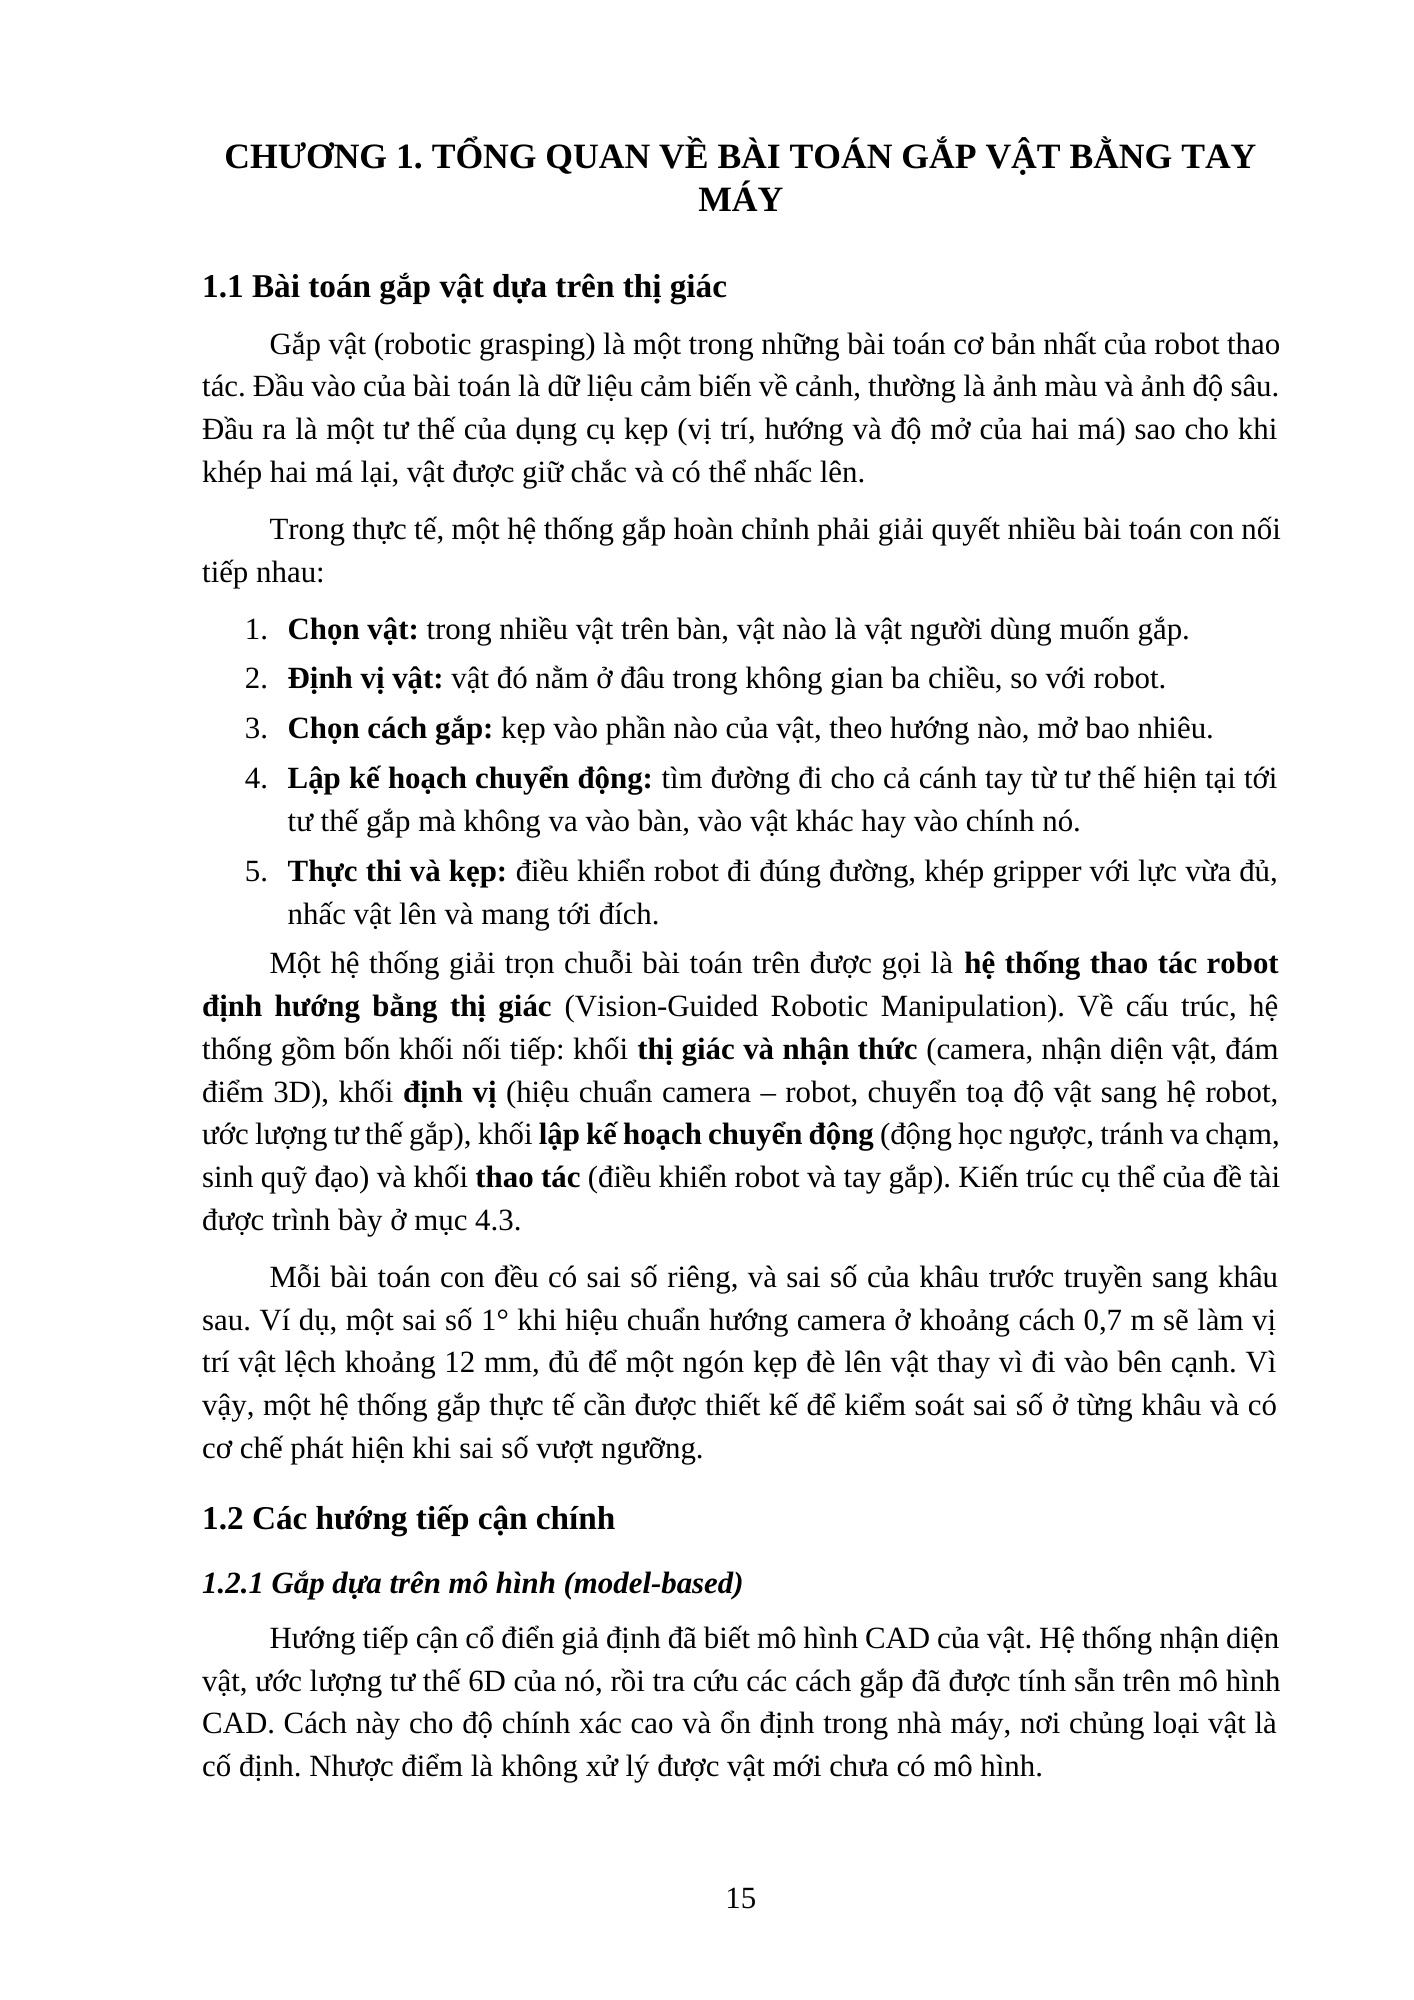 CHƯƠNG 1. TỔNG QUAN VỀ BÀI TOÁN GẮP VẬT BẰNG TAY
MÁY
1.1 Bài toán gắp vật dựa trên thị giác
Gắp vật (robotic grasping) là một trong những bài toán cơ bản nhất của robot thao
tác. Đầu vào của bài toán là dữ liệu cảm biến về cảnh, thường là ảnh màu và ảnh độ sâu.
Đầu ra là một tư thế của dụng cụ kẹp (vị trí, hướng và độ mở của hai má) sao cho khi
khép hai má lại, vật được giữ chắc và có thể nhấc lên.
Trong thực tế, một hệ thống gắp hoàn chỉnh phải giải quyết nhiều bài toán con nối
tiếp nhau:
1. Chọn vật: trong nhiều vật trên bàn, vật nào là vật người dùng muốn gắp.
2. Định vị vật: vật đó nằm ở đâu trong không gian ba chiều, so với robot.
3. Chọn cách gắp: kẹp vào phần nào của vật, theo hướng nào, mở bao nhiêu.
4. Lập kế hoạch chuyển động: tìm đường đi cho cả cánh tay từ tư thế hiện tại tới
tư thế gắp mà không va vào bàn, vào vật khác hay vào chính nó.
5. Thực thi và kẹp: điều khiển robot đi đúng đường, khép gripper với lực vừa đủ,
nhấc vật lên và mang tới đích.
Một hệ thống giải trọn chuỗi bài toán trên được gọi là hệ thống thao tác robot
định hướng bằng thị giác (Vision-Guided Robotic Manipulation). Về cấu trúc, hệ
thống gồm bốn khối nối tiếp: khối thị giác và nhận thức (camera, nhận diện vật, đám
điểm 3D), khối định vị (hiệu chuẩn camera – robot, chuyển toạ độ vật sang hệ robot,
ước lượng tư thế gắp), khối lập kế hoạch chuyển động (động học ngược, tránh va chạm,
sinh quỹ đạo) và khối thao tác (điều khiển robot và tay gắp). Kiến trúc cụ thể của đề tài
được trình bày ở mục 4.3.
Mỗi bài toán con đều có sai số riêng, và sai số của khâu trước truyền sang khâu
sau. Ví dụ, một sai số 1° khi hiệu chuẩn hướng camera ở khoảng cách 0,7 m sẽ làm vị
trí vật lệch khoảng 12 mm, đủ để một ngón kẹp đè lên vật thay vì đi vào bên cạnh. Vì
vậy, một hệ thống gắp thực tế cần được thiết kế để kiểm soát sai số ở từng khâu và có
cơ chế phát hiện khi sai số vượt ngưỡng.
1.2 Các hướng tiếp cận chính
1.2.1 Gắp dựa trên mô hình (model-based)
Hướng tiếp cận cổ điển giả định đã biết mô hình CAD của vật. Hệ thống nhận diện
vật, ước lượng tư thế 6D của nó, rồi tra cứu các cách gắp đã được tính sẵn trên mô hình
CAD. Cách này cho độ chính xác cao và ổn định trong nhà máy, nơi chủng loại vật là
cố định. Nhược điểm là không xử lý được vật mới chưa có mô hình.
15